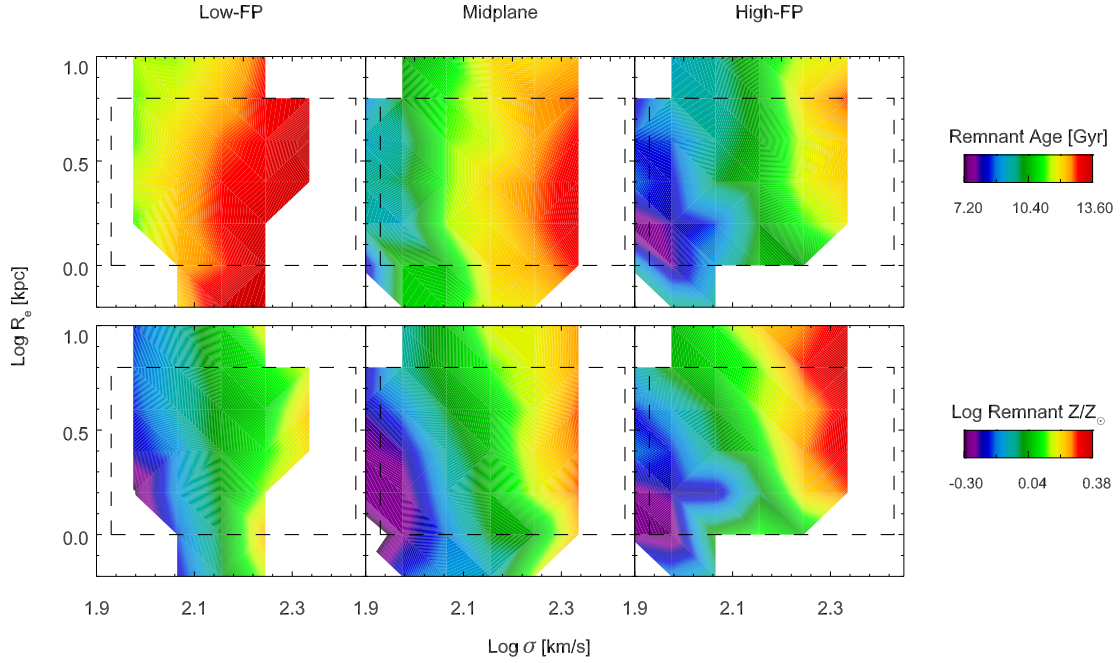 Low-FP Midplane High-FP
1.0
0.5
0.0
Remnant Age [Gyr]
7.20 10.40 13.60
Log Re [kpc]
1.0
0.5
0.0
Log Remnant Z/Z☉
-0.30 0.04 0.38
1.9 2.1 2.3 1.9 2.1 2.3 1.9 2.1 2.3
Log σ [km/s]